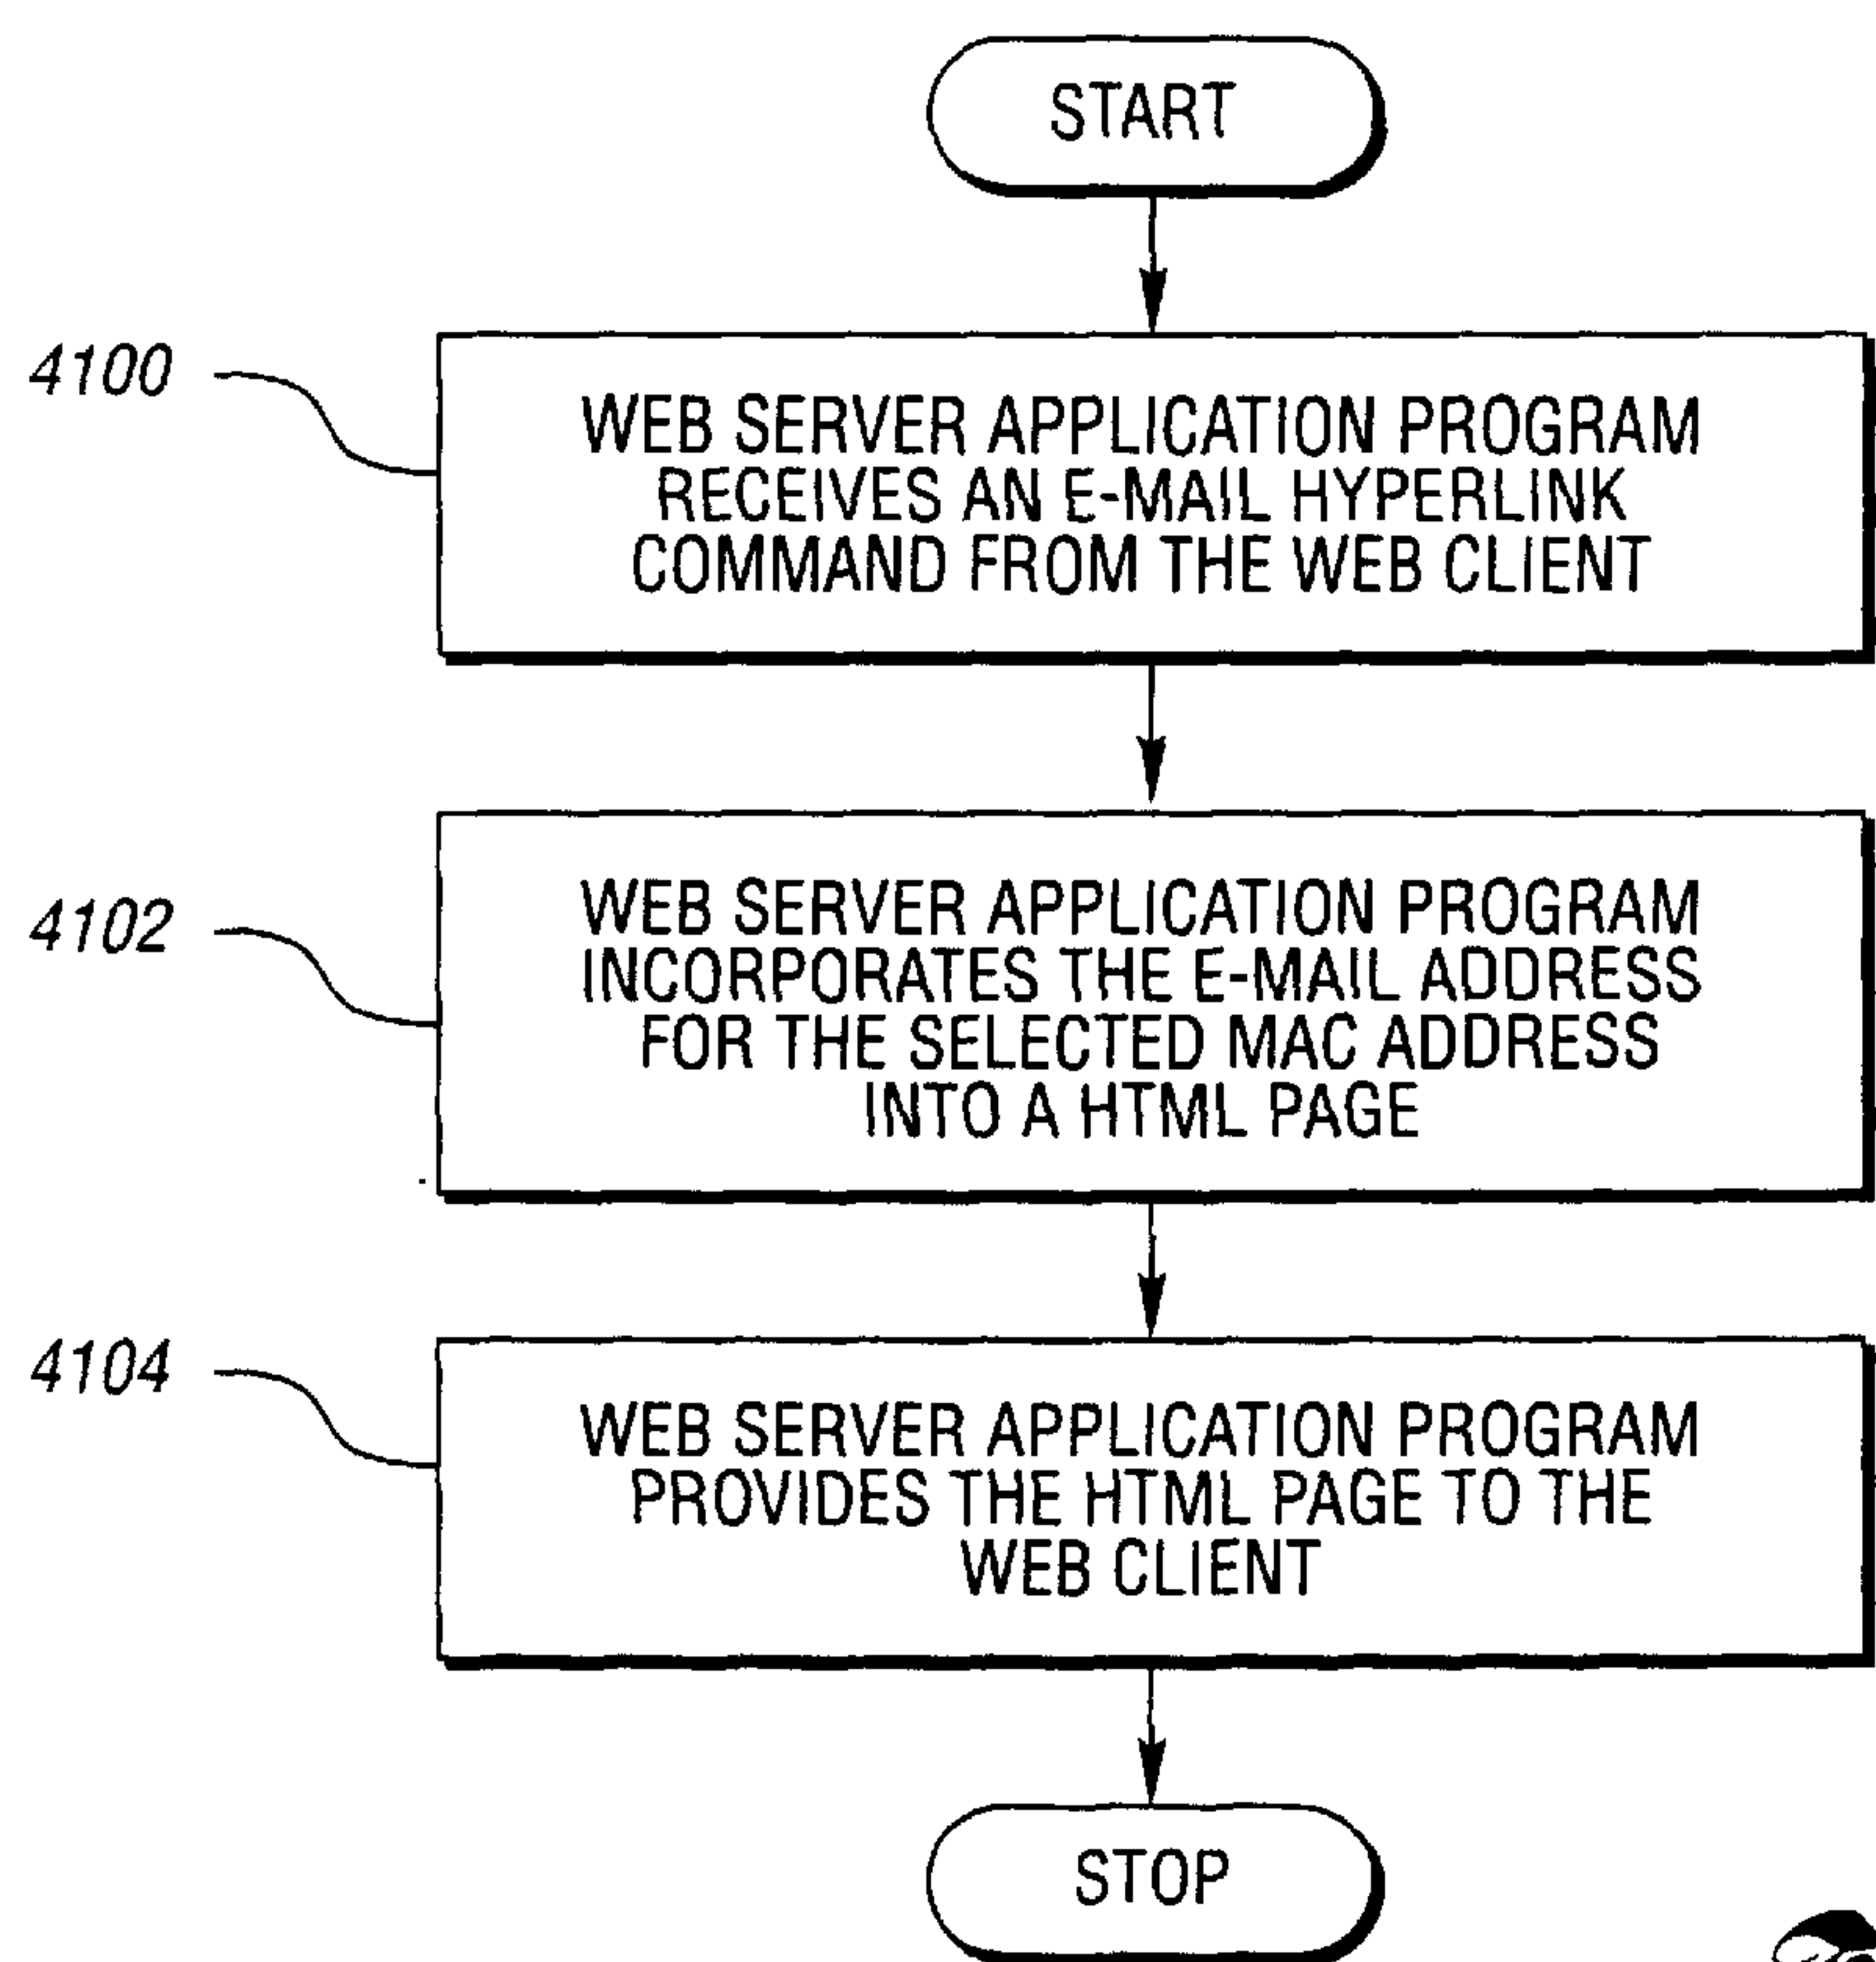 START
4100
WEB SERVER APPLICATION PROGRAM
RECEIVES AN E-MAIL HYPERLINK
COMMAND FROM THE WEB CLIENT
4102
WEB SERVER APPLICATION PROGRAM
INCORPORATES THE E-MAIL ADDRESS
FOR THE SELECTED MAC ADDRESS
INTO A HTML PAGE
4104
WEB SERVER APPLICATION PROGRAM
PROVIDES THE HTML PAGE TO THE
WEB CLIENT
STOP